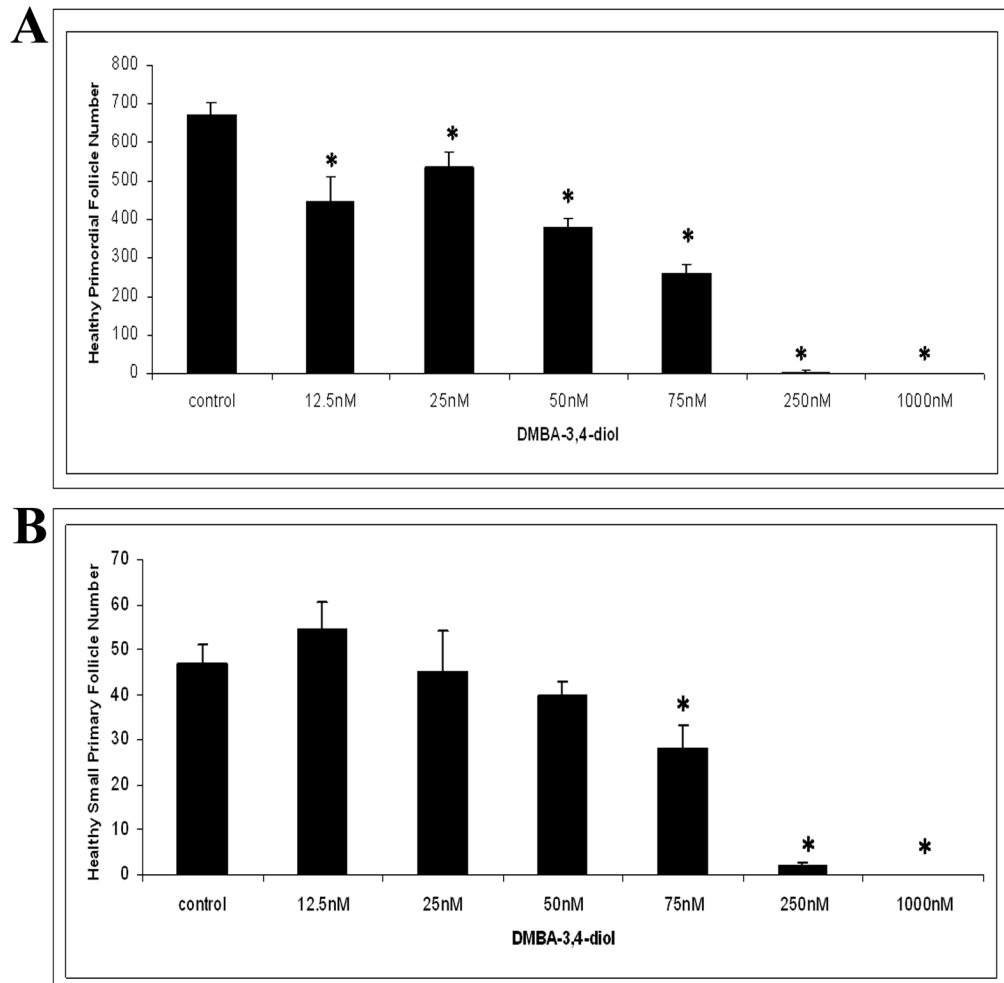 A
Healthy Primordial Follicle Number
800
700
600
500
400
300
200
100
0
* * * * * *
control 12.5nM 25nM 50nM 75nM 250nM 1000nM
DMBA-3,4-diol
B
Healthy Small Primary Follicle Number
70
60
50
40
30
20
10
0
* * *
control 12.5nM 25nM 50nM 75nM 250nM 1000nM
DMBA-3,4-diol